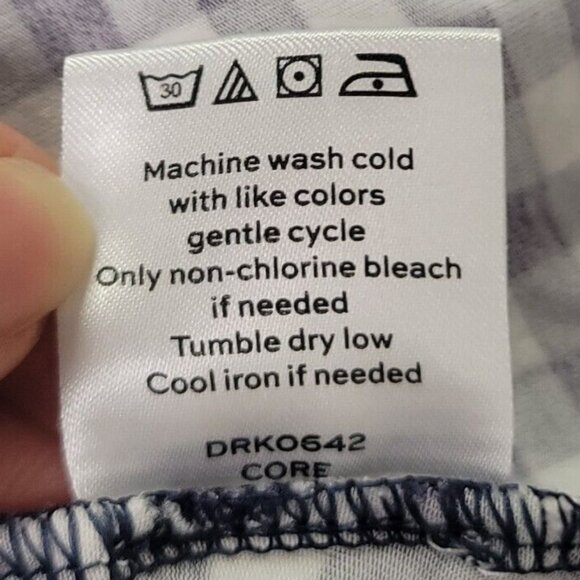 30
Machine wash cold
with like colors
gentle cycle
Only non-chlorine bleach
if needed
Tumble dry low
Cool iron if needed
DRK0642
CORE